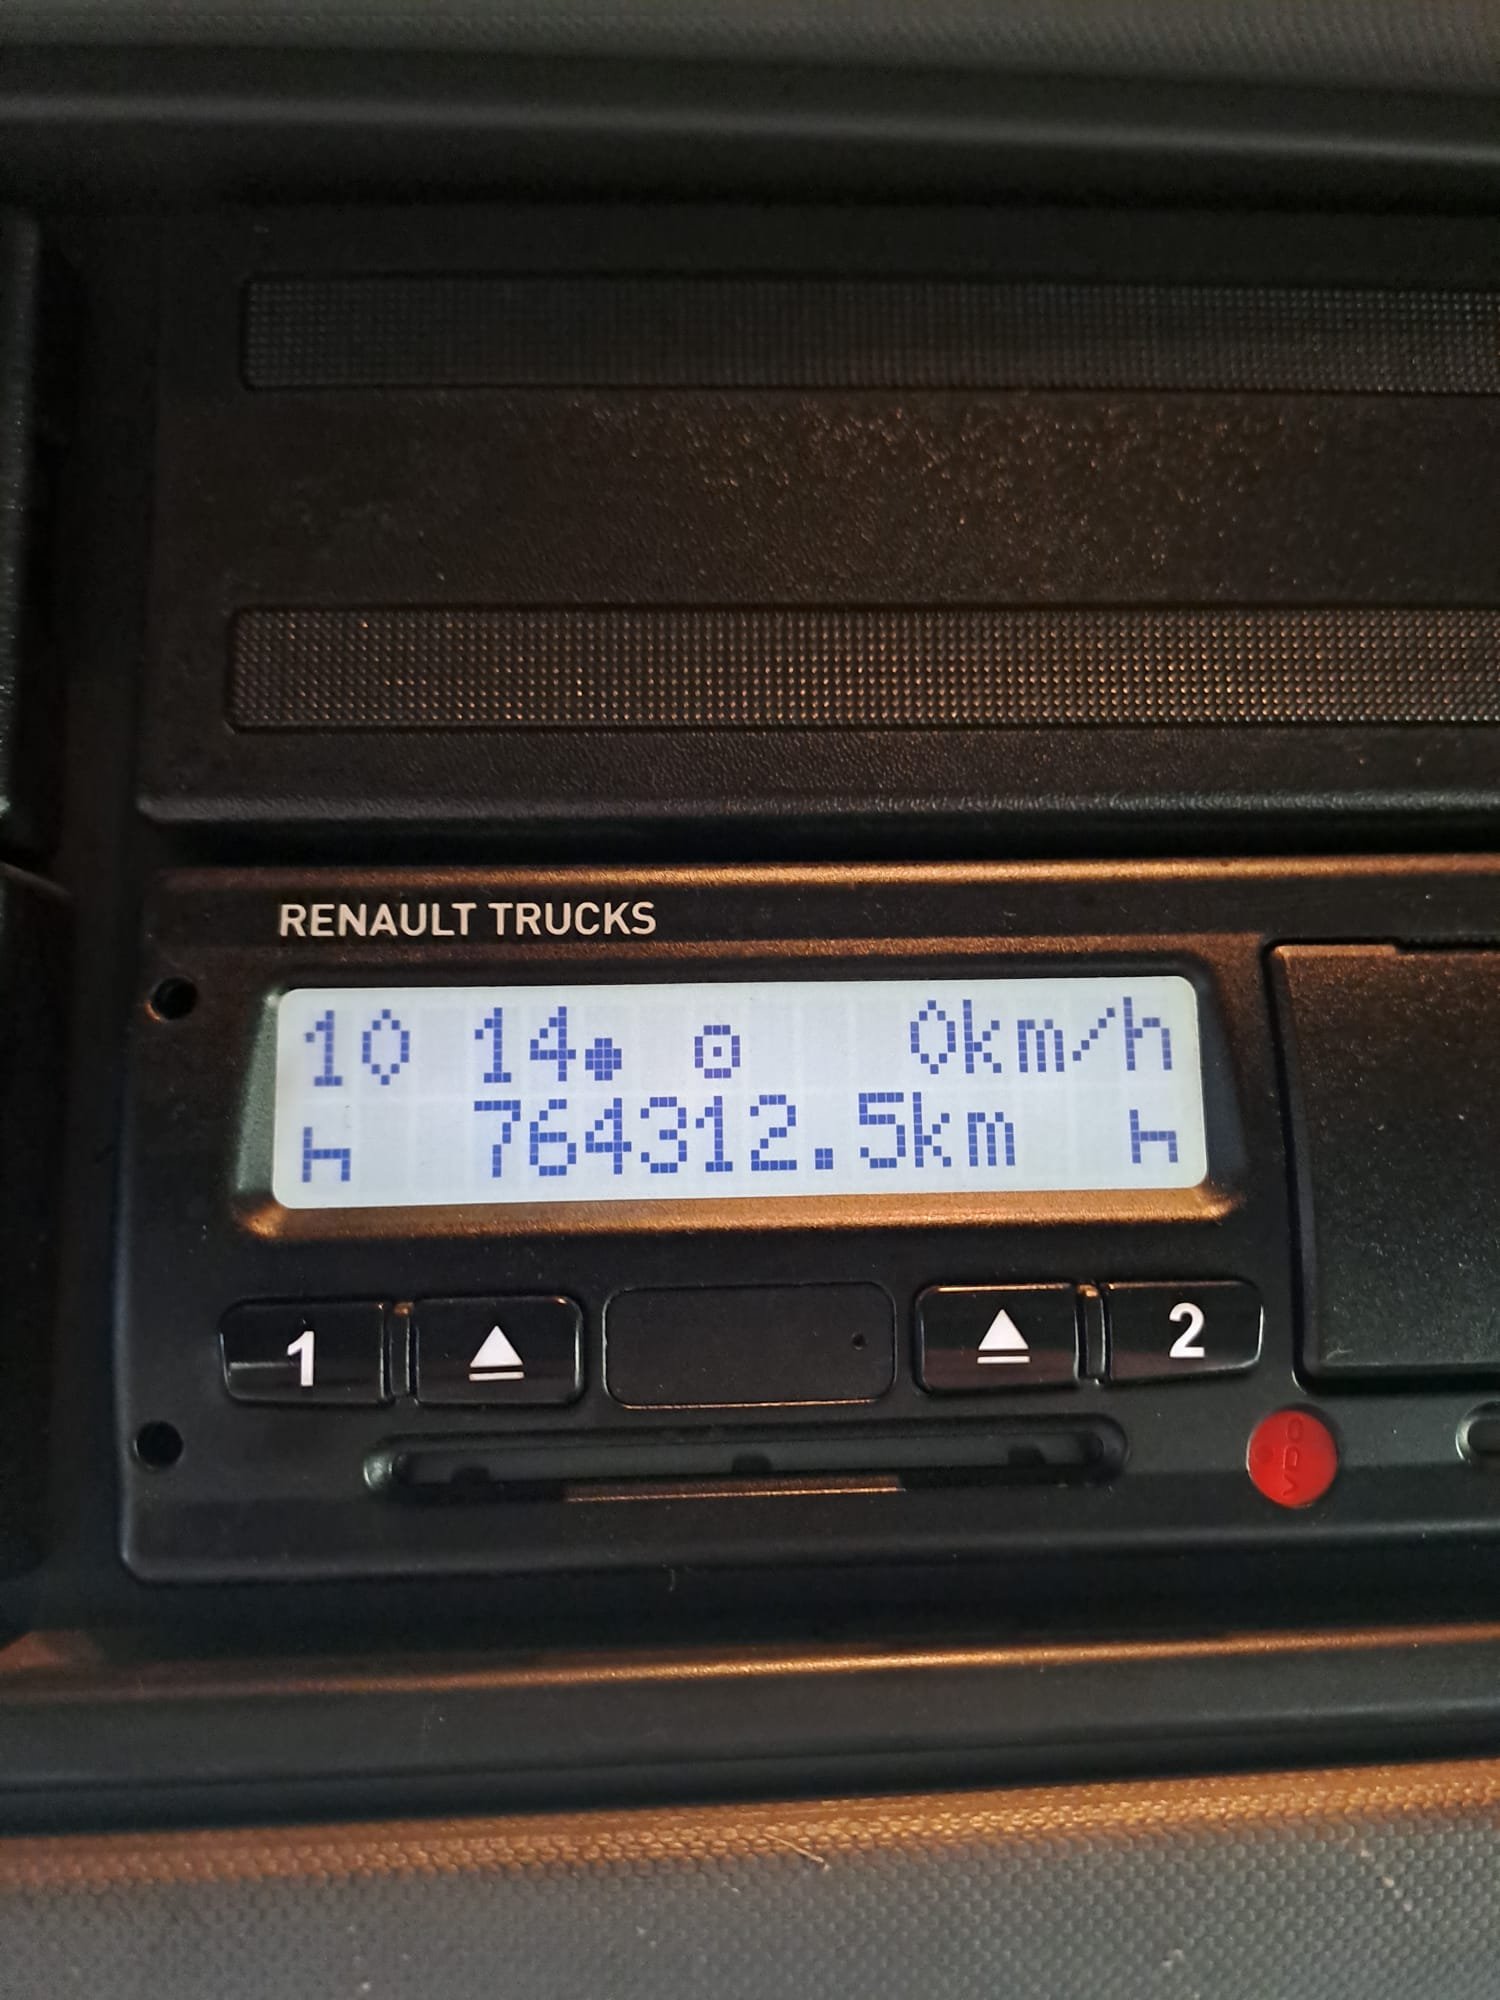 RENAULT TRUCKS
10 14● 0km/h
764312.5km
1 2
VDO